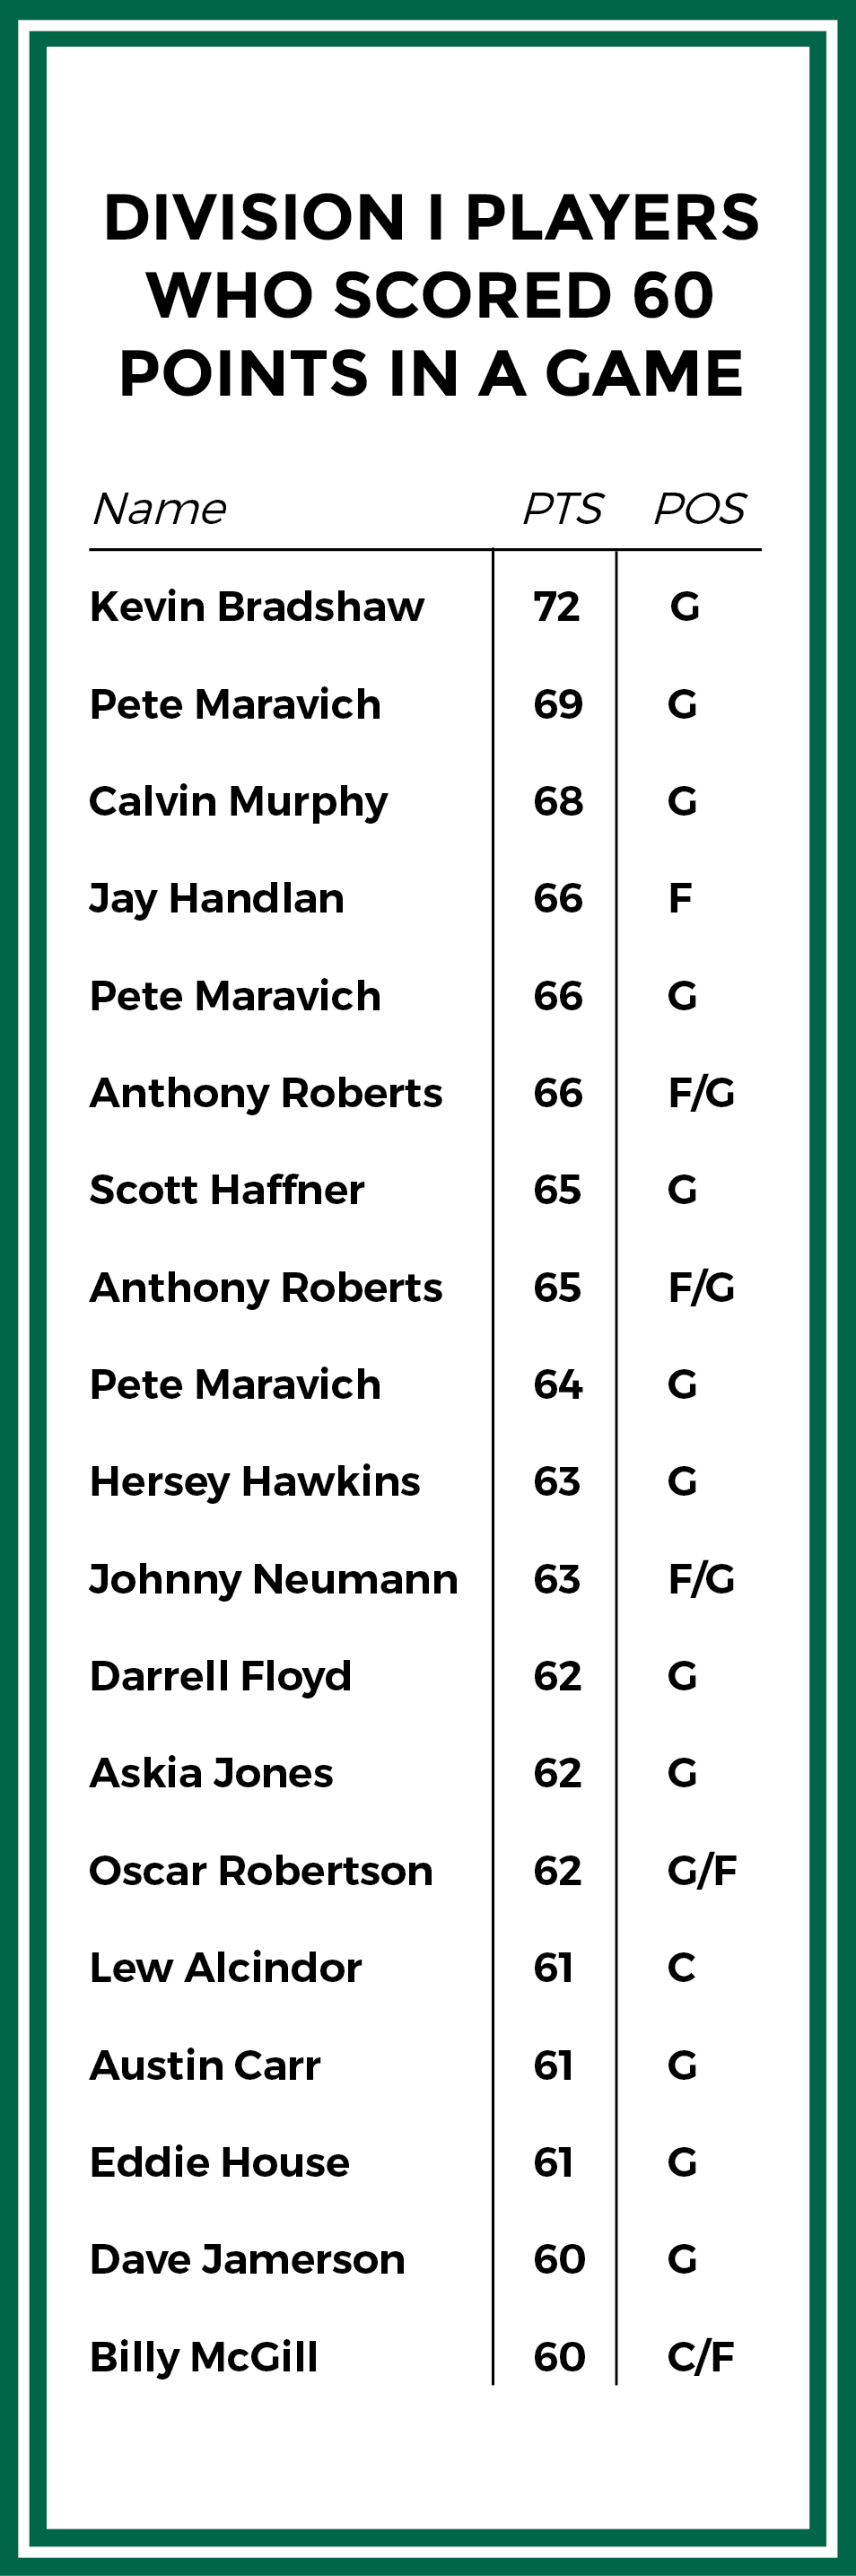 DIVISION I PLAYERS
WHO SCORED 60
POINTS IN A GAME
Name PTS POS
Kevin Bradshaw 72 G
Pete Maravich 69 G
Calvin Murphy 68 G
Jay Handlan 66 F
Pete Maravich 66 G
Anthony Roberts 66 F/G
Scott Haffner 65 G
Anthony Roberts 65 F/G
Pete Maravich 64 G
Hersey Hawkins 63 G
Johnny Neumann 63 F/G
Darrell Floyd 62 G
Askia Jones 62 G
Oscar Robertson 62 G/F
Lew Alcindor 61 C
Austin Carr 61 G
Eddie House 61 G
Dave Jamerson 60 G
Billy McGill 60 C/F